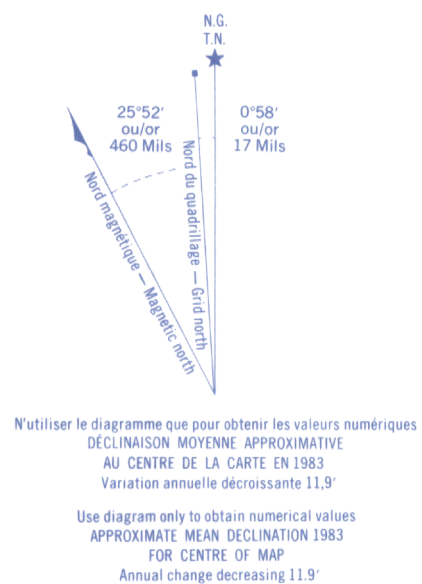 N.G.
T.N.
25°52′
ou/or
460 Mils
0°58′
ou/or
17 Mils
Nord magnétique — Magnetic north
Nord du quadrillage — Grid north
N'utiliser le diagramme que pour obtenir les valeurs numériques
DÉCLINAISON MOYENNE APPROXIMATIVE
AU CENTRE DE LA CARTE EN 1983
Variation annuelle décroissante 11,9′
Use diagram only to obtain numerical values
APPROXIMATE MEAN DECLINATION 1983
FOR CENTRE OF MAP
Annual change decreasing 11.9′